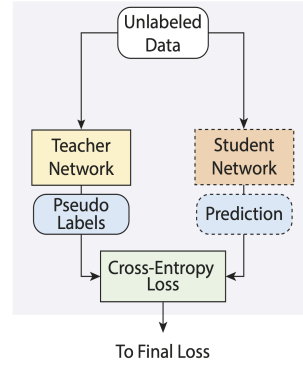 Unlabeled
Data
Teacher
Network
Student
Network
Pseudo
Labels
Prediction
Cross-Entropy
Loss
To Final Loss